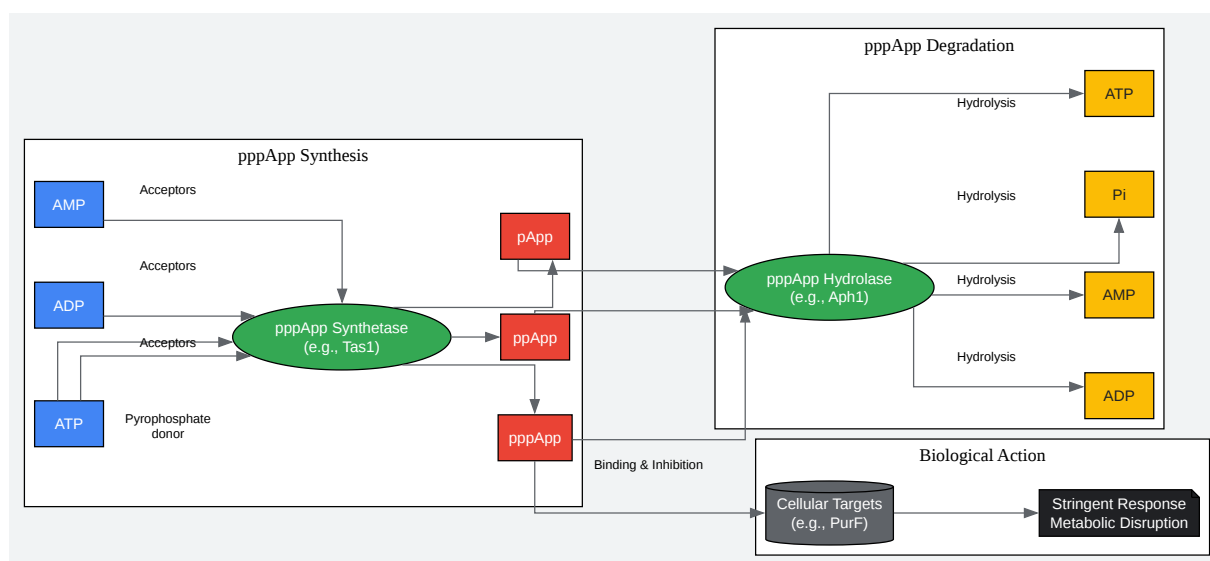 pppApp Synthesis
AMP
Acceptors
ADP
Acceptors
Acceptors
ATP
Pyrophosphate
donor
pppApp Synthetase
(e.g., Tas1)
pApp
ppApp
pppApp
Binding & Inhibition
pppApp Degradation
pppApp Hydrolase
(e.g., Aph1)
Hydrolysis
ATP
Hydrolysis
Pi
Hydrolysis
AMP
Hydrolysis
ADP
Biological Action
Cellular Targets
(e.g., PurF)
Stringent Response
Metabolic Disruption